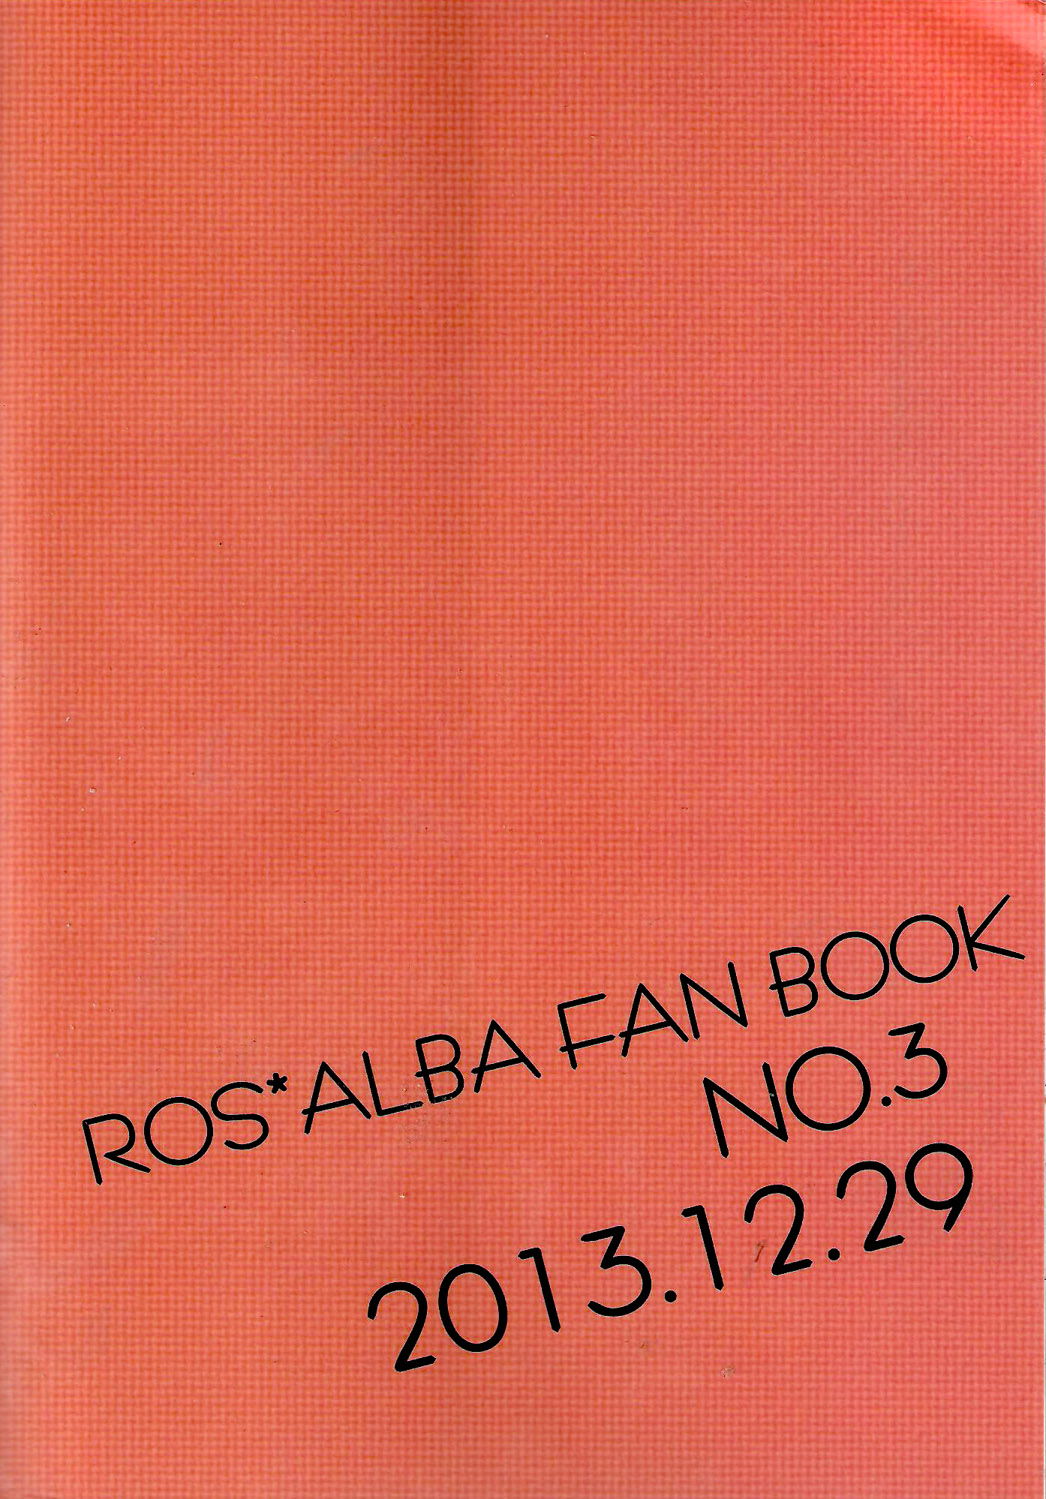 ROS*ALBA FAN BOOK
NO.3
2013.12.29